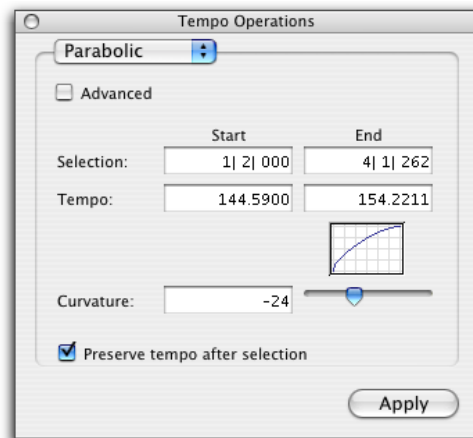 Tempo Operations
Parabolic
Advanced
Start End
Selection: 1| 2| 000 4| 1| 262
Tempo: 144.5900 154.2211
Curvature: -24
Preserve tempo after selection
Apply